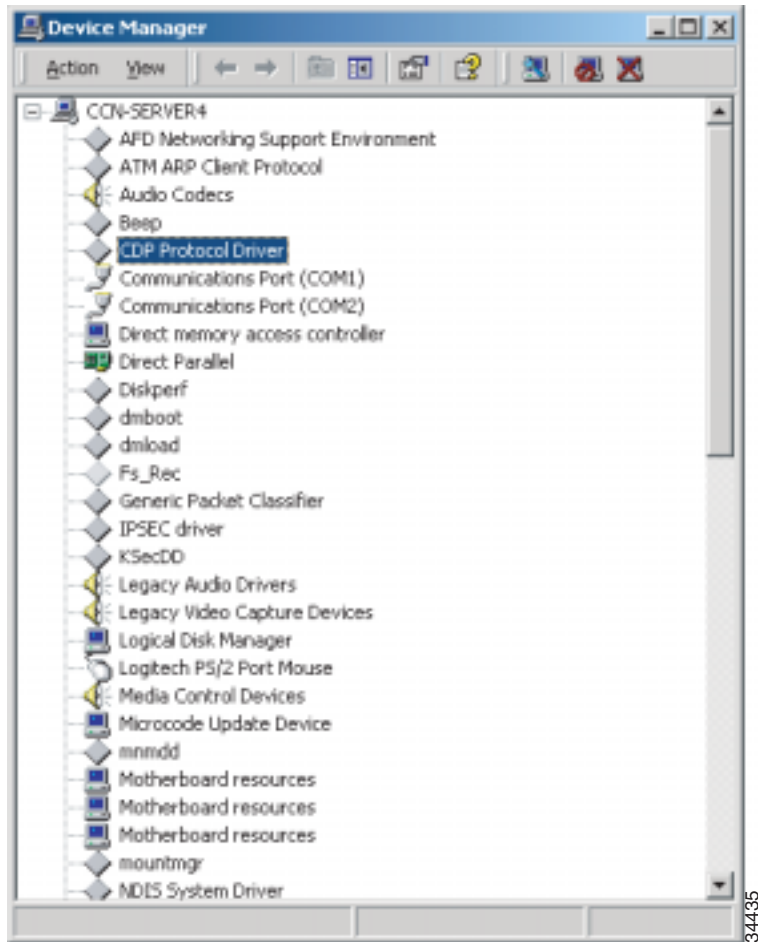 Device Manager
Action View
CCN-SERVER4
AFD Networking Support Environment
ATM ARP Client Protocol
Audio Codecs
Beep
CDP Protocol Driver
Communications Port (COM1)
Communications Port (COM2)
Direct memory access controller
Direct Parallel
Diskperf
dmboot
dmload
Fs_Rec
Generic Packet Classifier
IPSEC driver
KSecDD
Legacy Audio Drivers
Legacy Video Capture Devices
Logical Disk Manager
Logitech PS/2 Port Mouse
Media Control Devices
Microcode Update Device
mnmdd
Motherboard resources
Motherboard resources
Motherboard resources
mountmgr
NDIS System Driver
34435